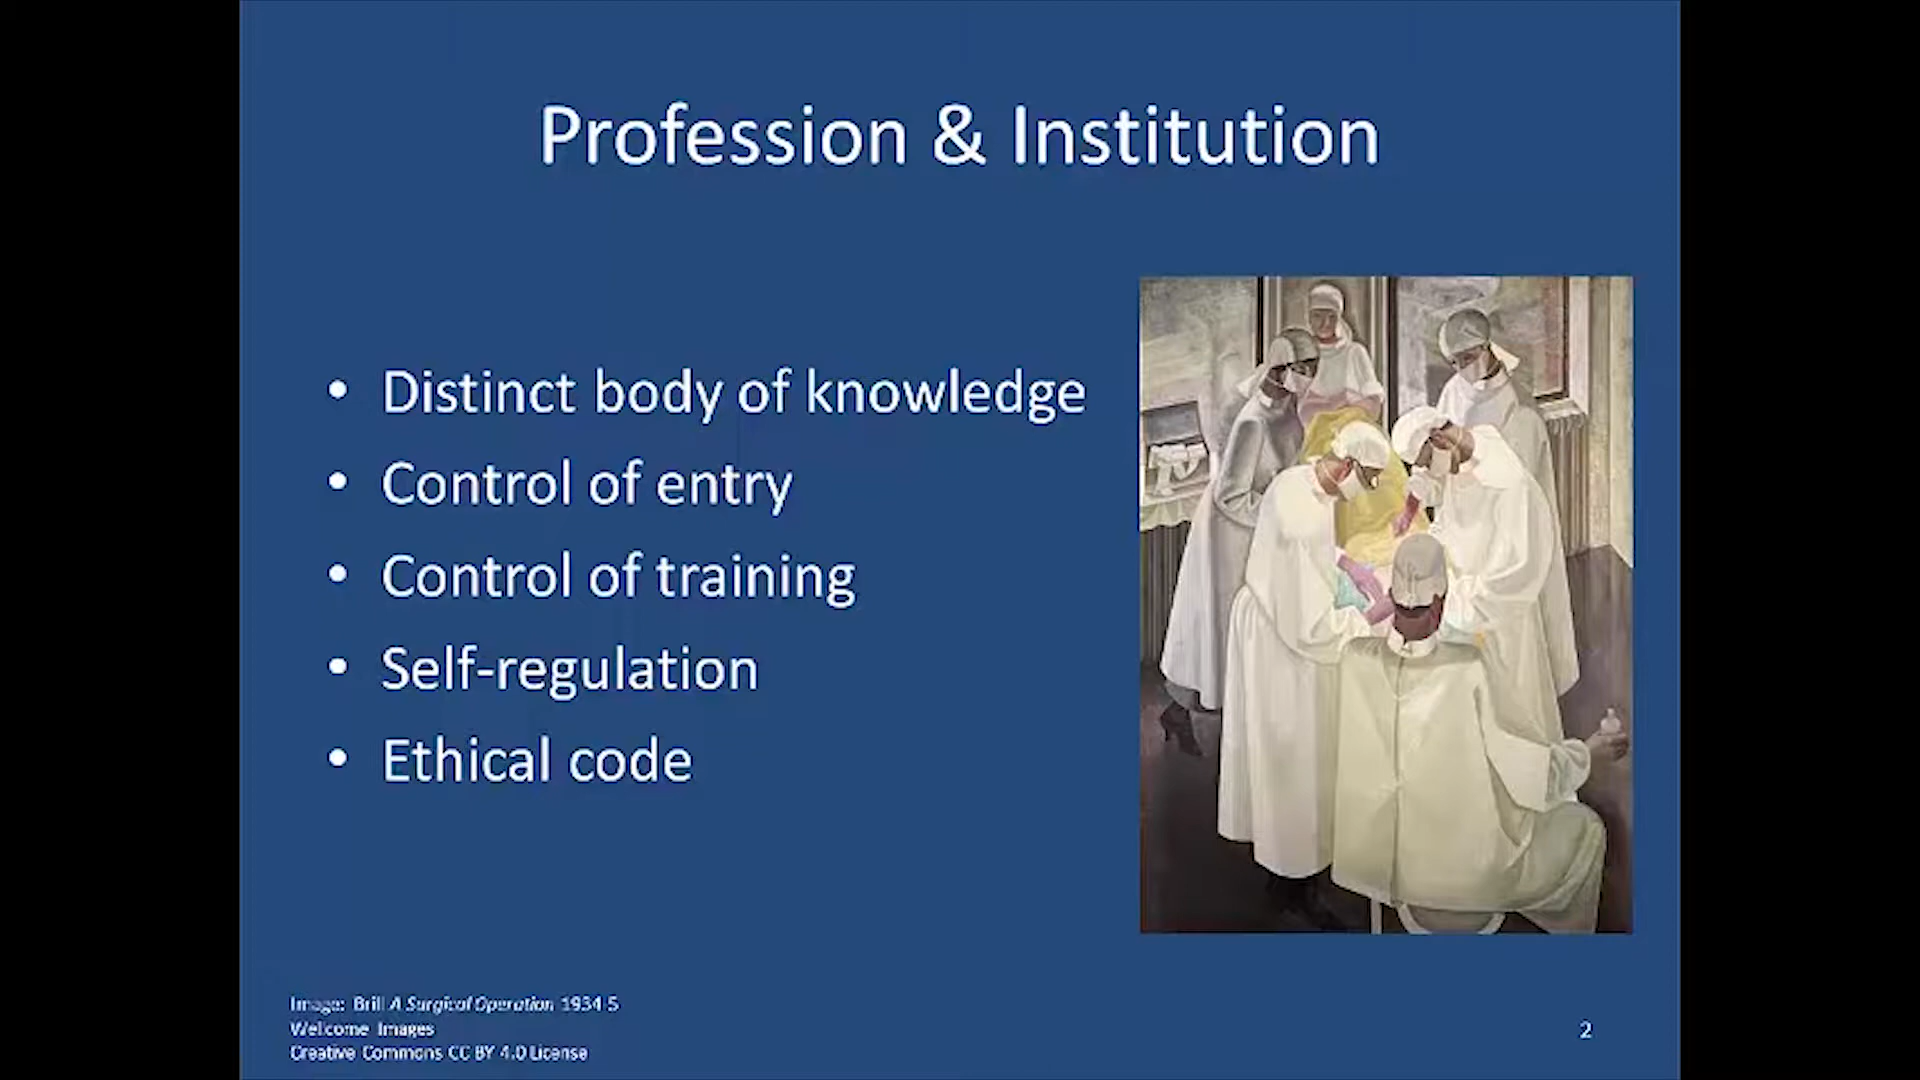 Profession & Institution
• Distinct body of knowledge
• Control of entry
• Control of training
• Self-regulation
• Ethical code
Image: Brill A Surgical Operation 1934-5
Wellcome Images
Creative Commons CC BY 4.0 License
2